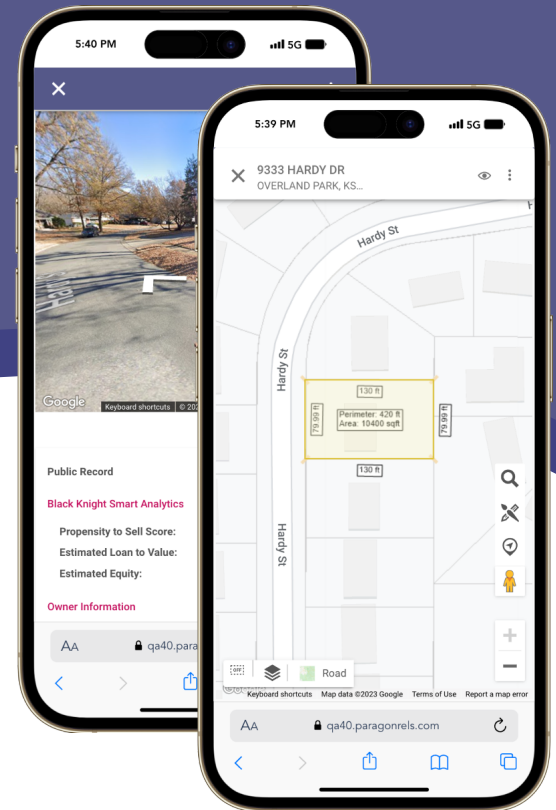 5:40 PM
5G
Hardy
Google
Keyboard shortcuts
Public Record
Black Knight Smart Analytics
Propensity to Sell Score:
Estimated Loan to Value:
Estimated Equity:
Owner Information
AA
qa40.para
5:39 PM
5G
9333 HARDY DR
OVERLAND PARK, KS...
Hardy St
Hardy St
130 ft
79.99 ft
Perimeter: 420 ft
Area: 10400 sqft
79.99 ft
130 ft
Hardy St
OFF
Road
Keyboard shortcuts Map data ©2023 Google Terms of Use Report a map error
AA
qa40.paragonrels.com